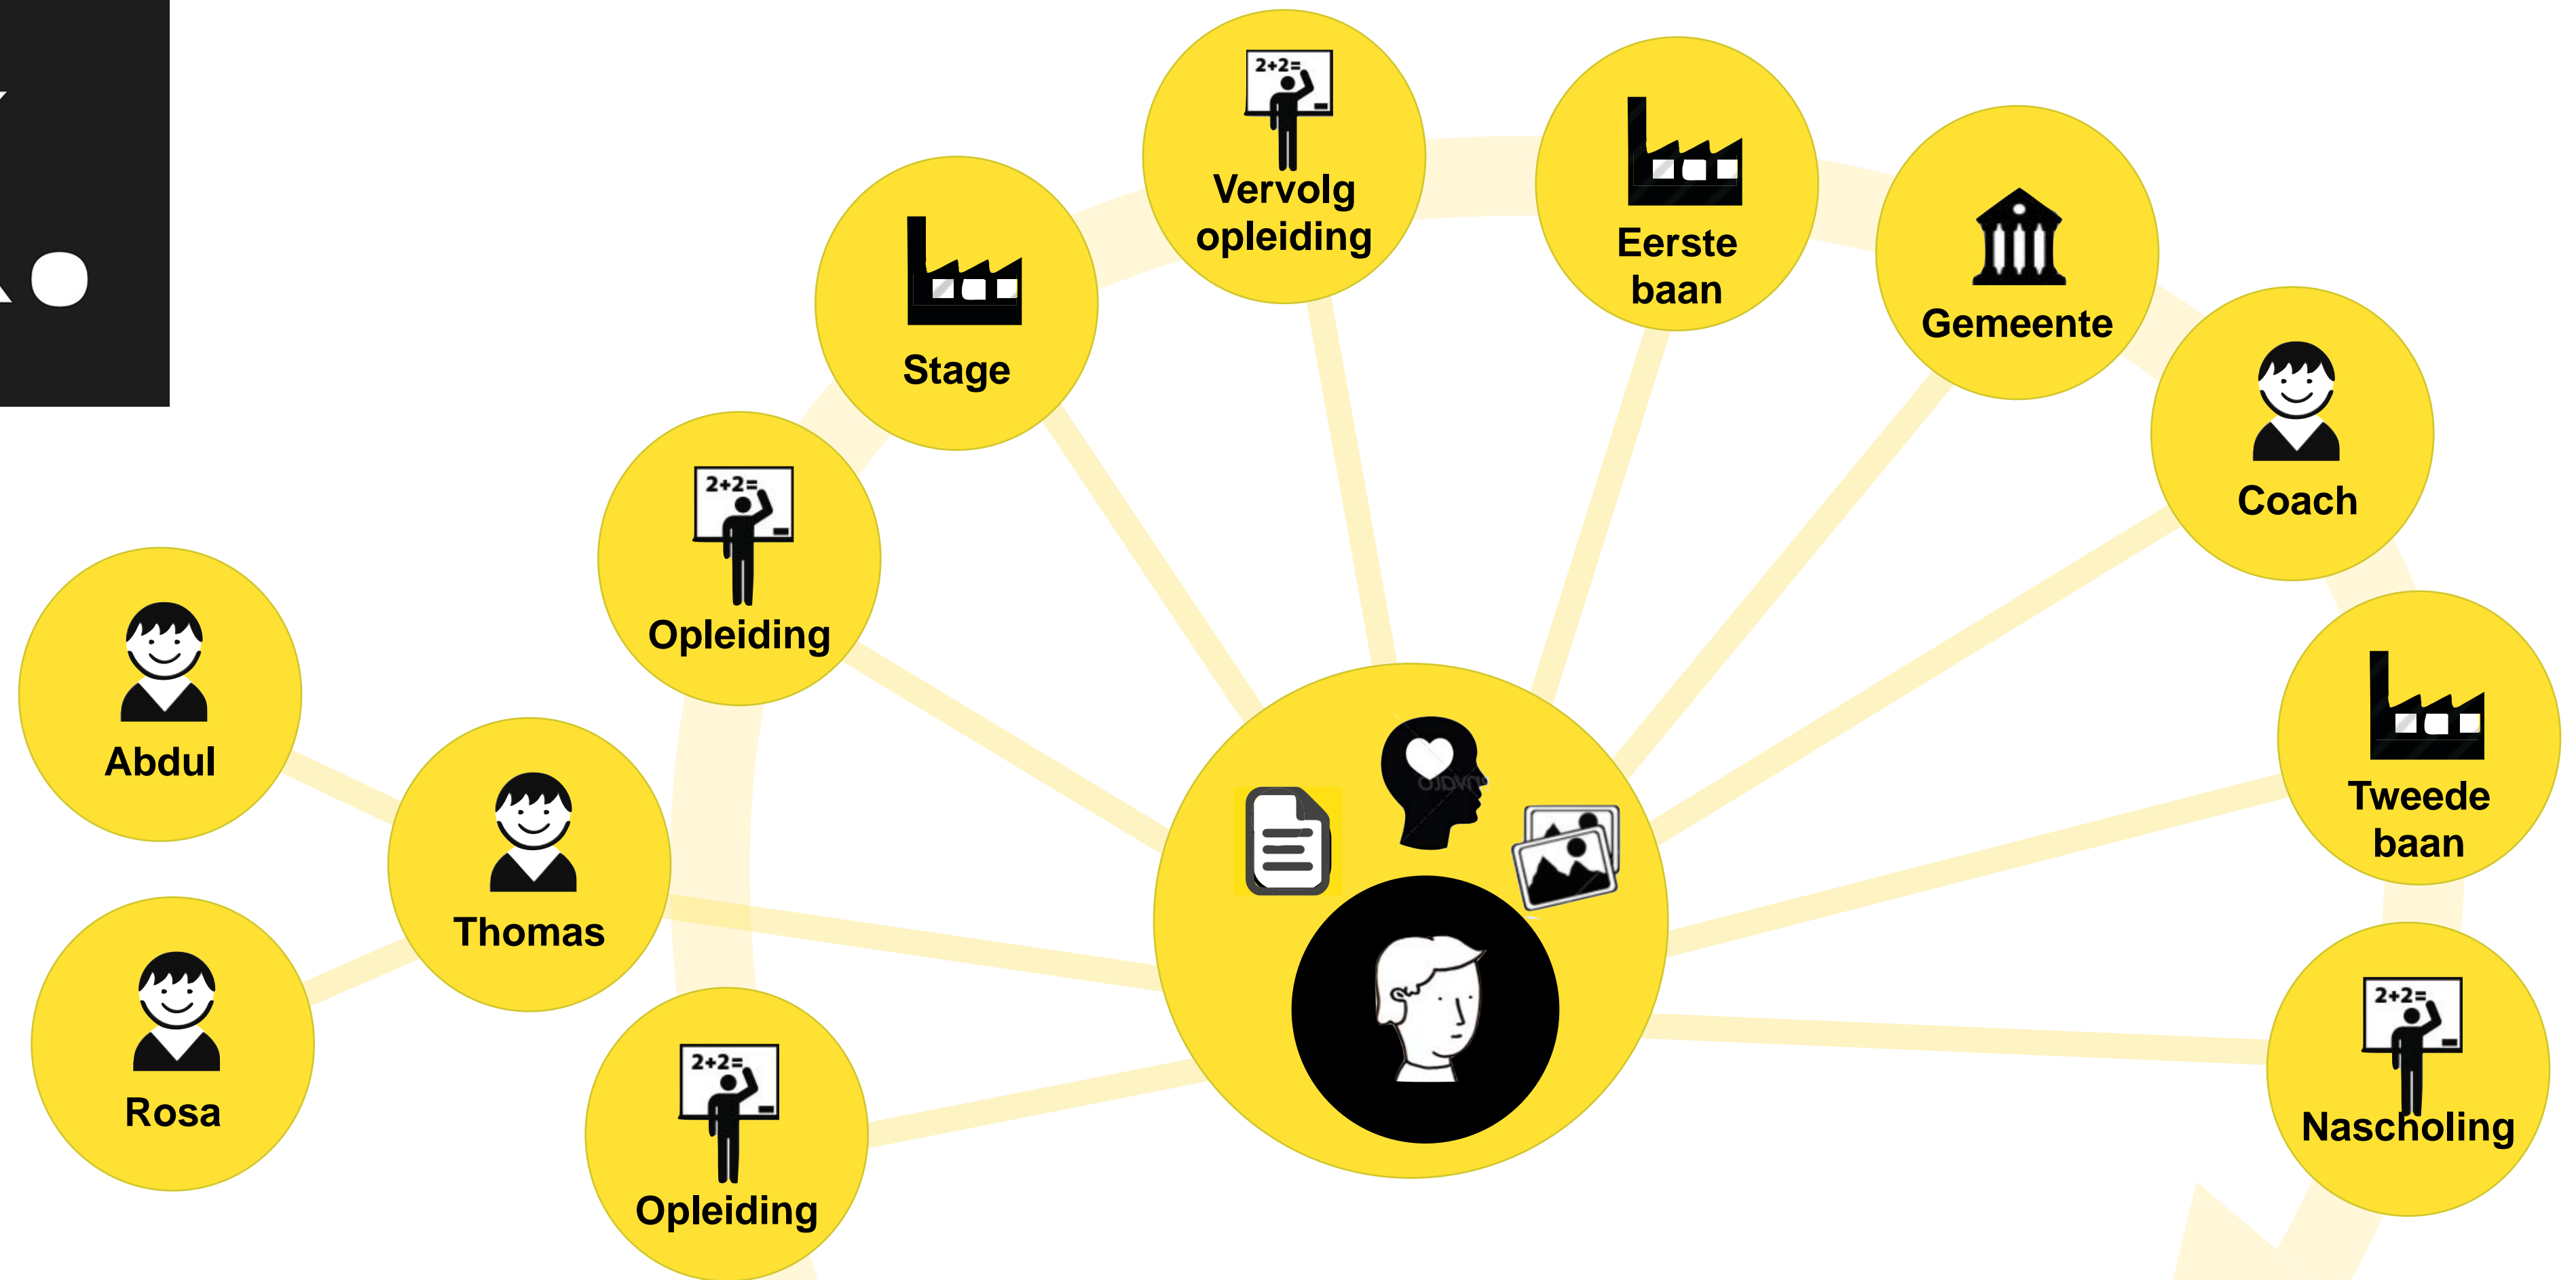 2+2=
Vervolg
opleiding
Eerste
baan
Gemeente
Stage
Coach
2+2=
Opleiding
Abdul
Thomas
Tweede
baan
Rosa
2+2=
Opleiding
2+2=
Nascholing